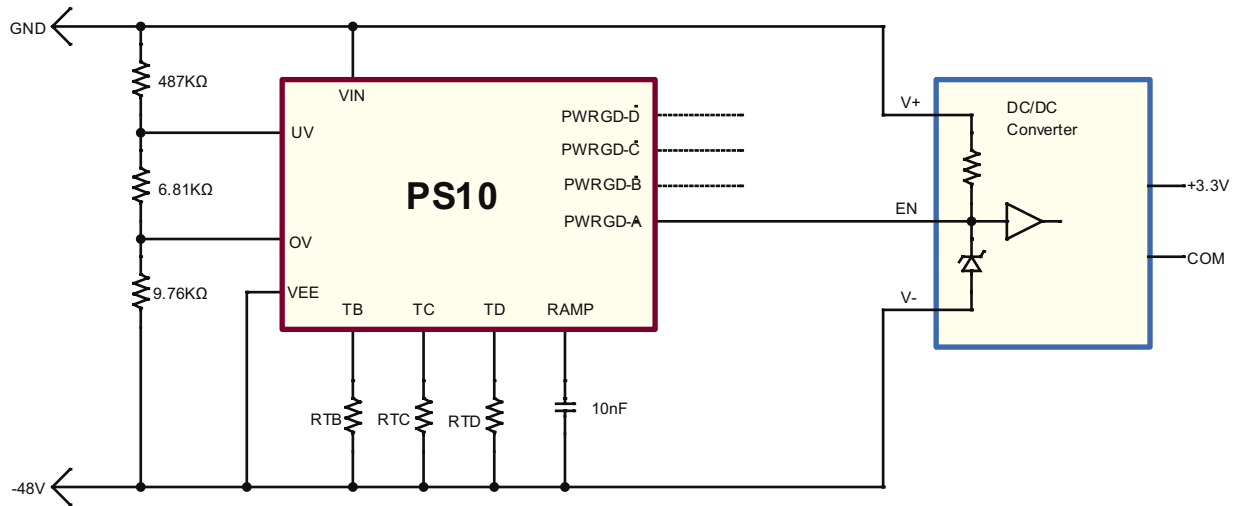 GND
487KΩ
6.81KΩ
9.76KΩ
-48V
VIN
UV
OV
VEE
PS10
PWRGD-D
PWRGD-C
PWRGD-B
PWRGD-A
TB
TC
TD
RAMP
RTB
RTC
RTD
10nF
V+
EN
V-
DC/DC
Converter
+3.3V
COM